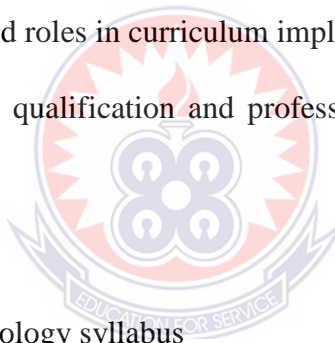 d roles in curriculum impl
qualification and profess
EDUCATION FOR SERVICE
ology syllabus